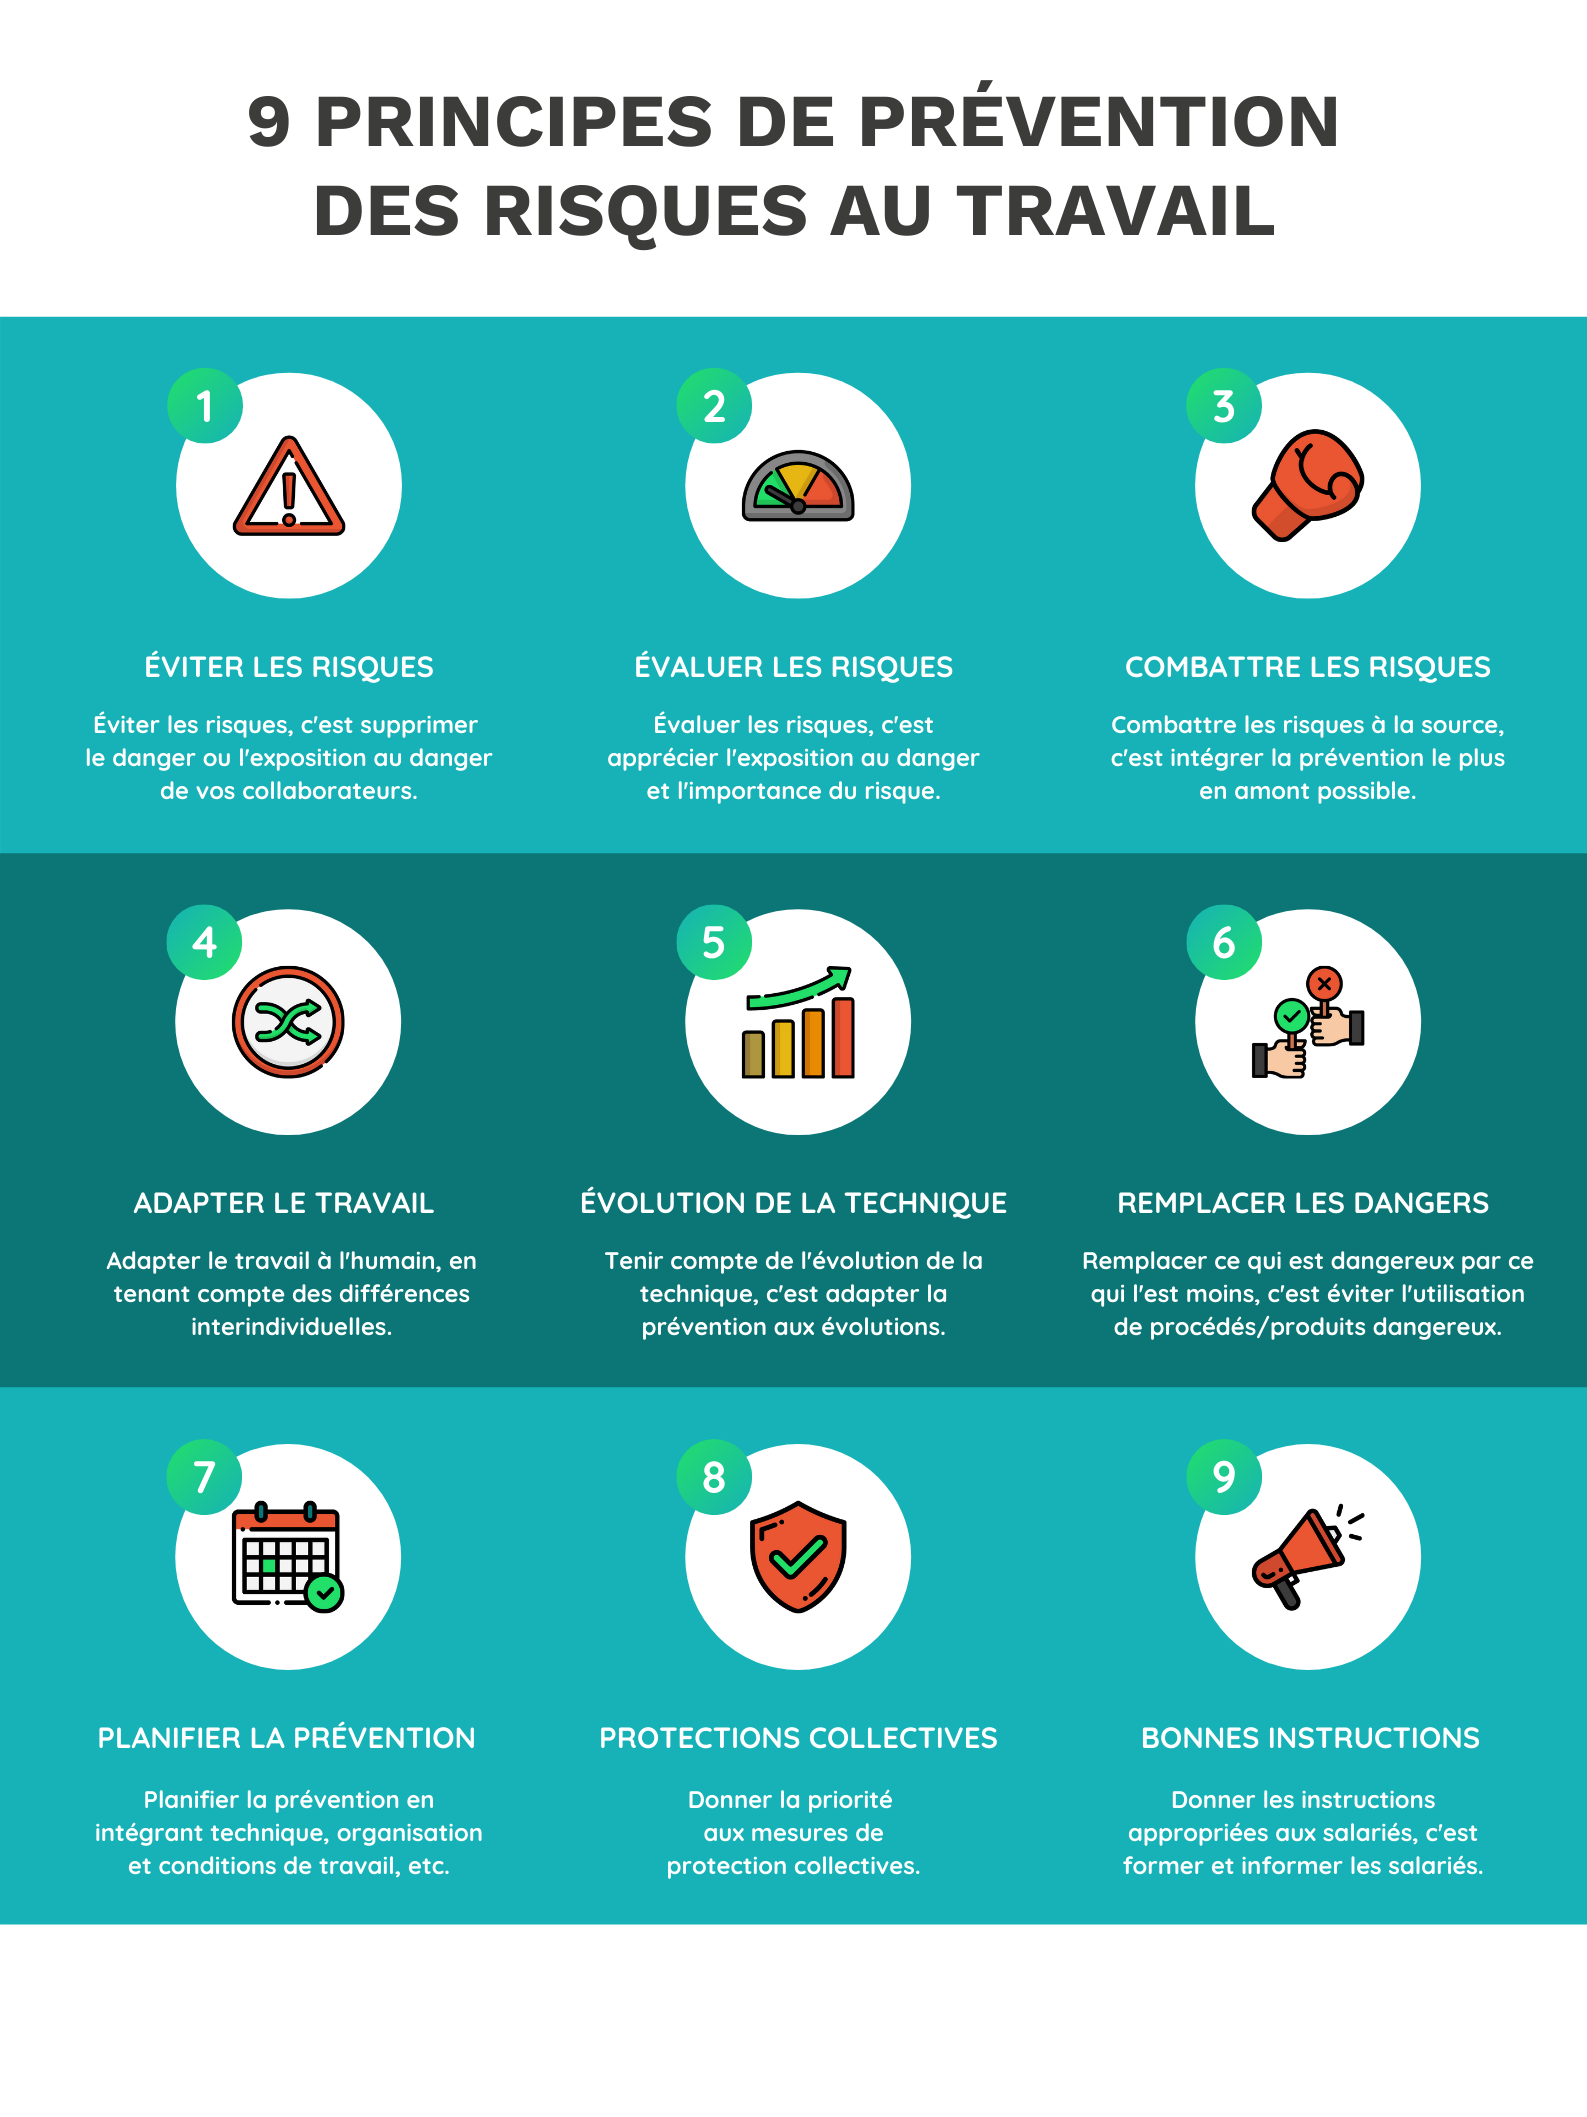 9 PRINCIPES DE PRÉVENTION
DES RISQUES AU TRAVAIL
1
ÉVITER LES RISQUES
Éviter les risques, c'est supprimer
le danger ou l'exposition au danger
de vos collaborateurs.
2
ÉVALUER LES RISQUES
Évaluer les risques, c'est
apprécier l'exposition au danger
et l'importance du risque.
3
COMBATTRE LES RISQUES
Combattre les risques à la source,
c'est intégrer la prévention le plus
en amont possible.
4
ADAPTER LE TRAVAIL
Adapter le travail à l'humain, en
tenant compte des différences
interindividuelles.
5
ÉVOLUTION DE LA TECHNIQUE
Tenir compte de l'évolution de la
technique, c'est adapter la
prévention aux évolutions.
6
REMPLACER LES DANGERS
Remplacer ce qui est dangereux par ce
qui l'est moins, c'est éviter l'utilisation
de procédés/produits dangereux.
7
PLANIFIER LA PRÉVENTION
Planifier la prévention en
intégrant technique, organisation
et conditions de travail, etc.
8
PROTECTIONS COLLECTIVES
Donner la priorité
aux mesures de
protection collectives.
9
BONNES INSTRUCTIONS
Donner les instructions
appropriées aux salariés, c'est
former et informer les salariés.